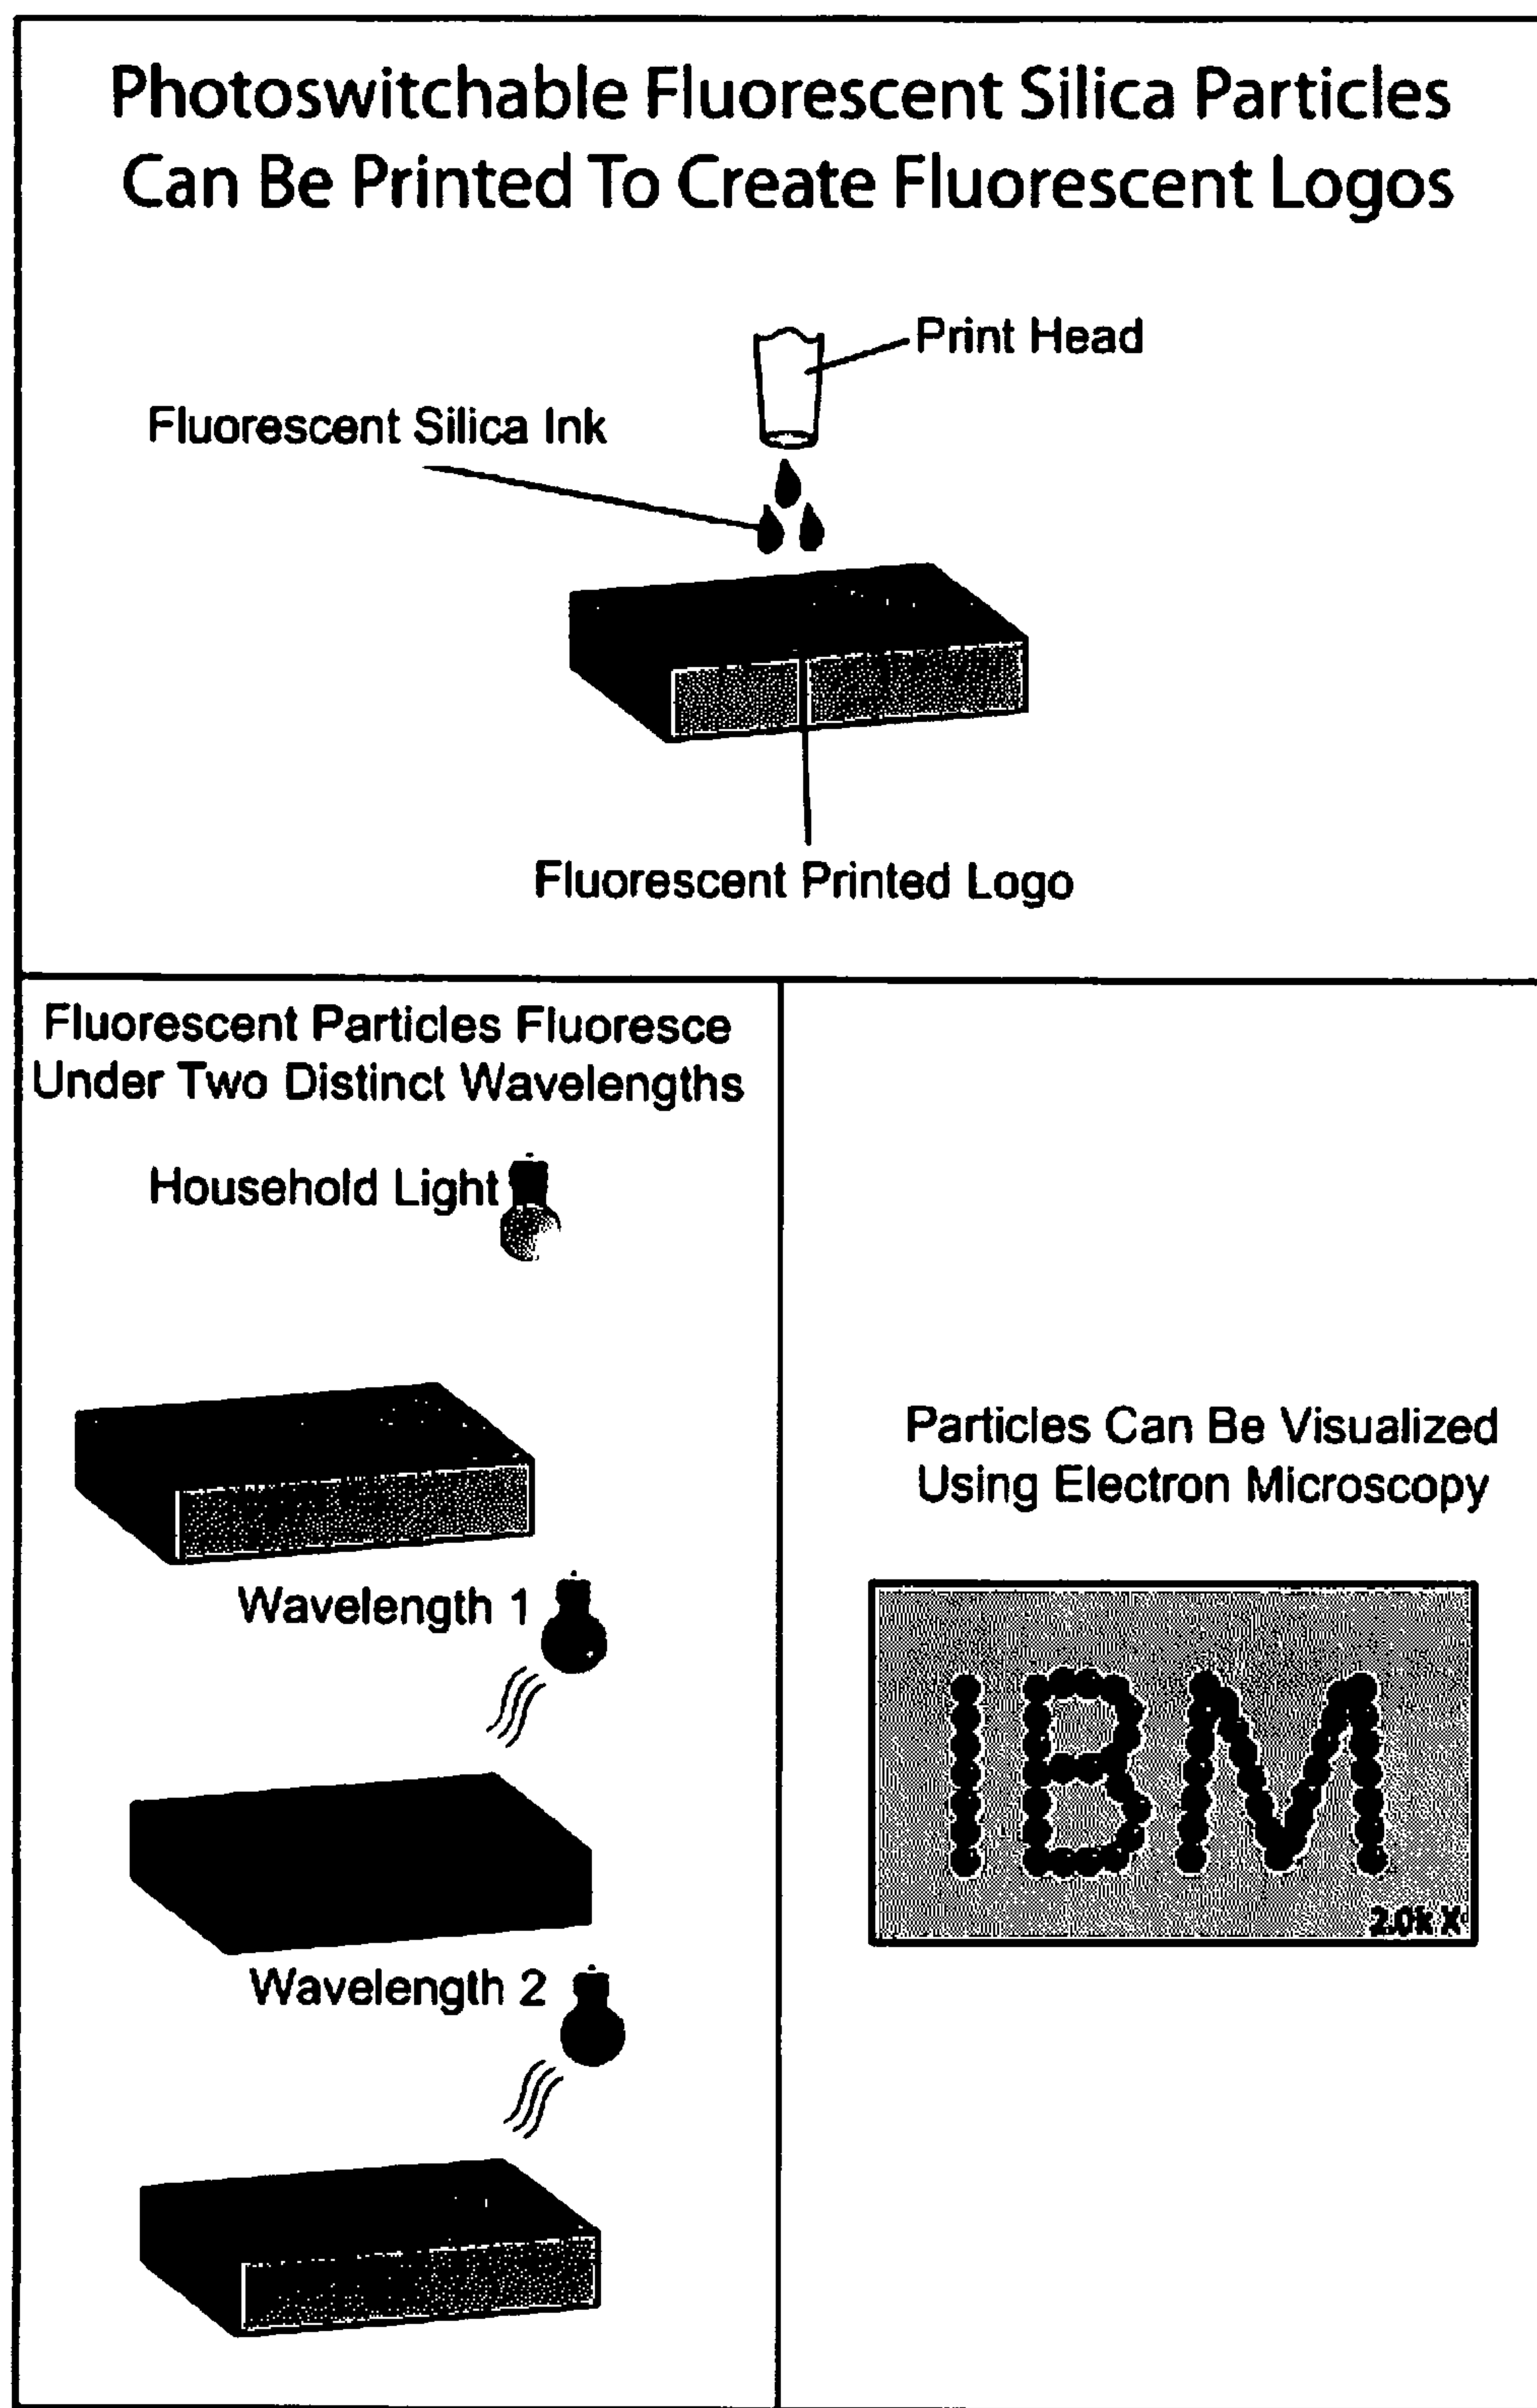 Photoswitchable Fluorescent Silica Particles
Can Be Printed To Create Fluorescent Logos
Print Head
Fluorescent Silica Ink
Fluorescent Printed Logo
Fluorescent Particles Fluoresce
Under Two Distinct Wavelengths
Household Light
Wavelength 1
Wavelength 2
Particles Can Be Visualized
Using Electron Microscopy
IBM
2.0k X